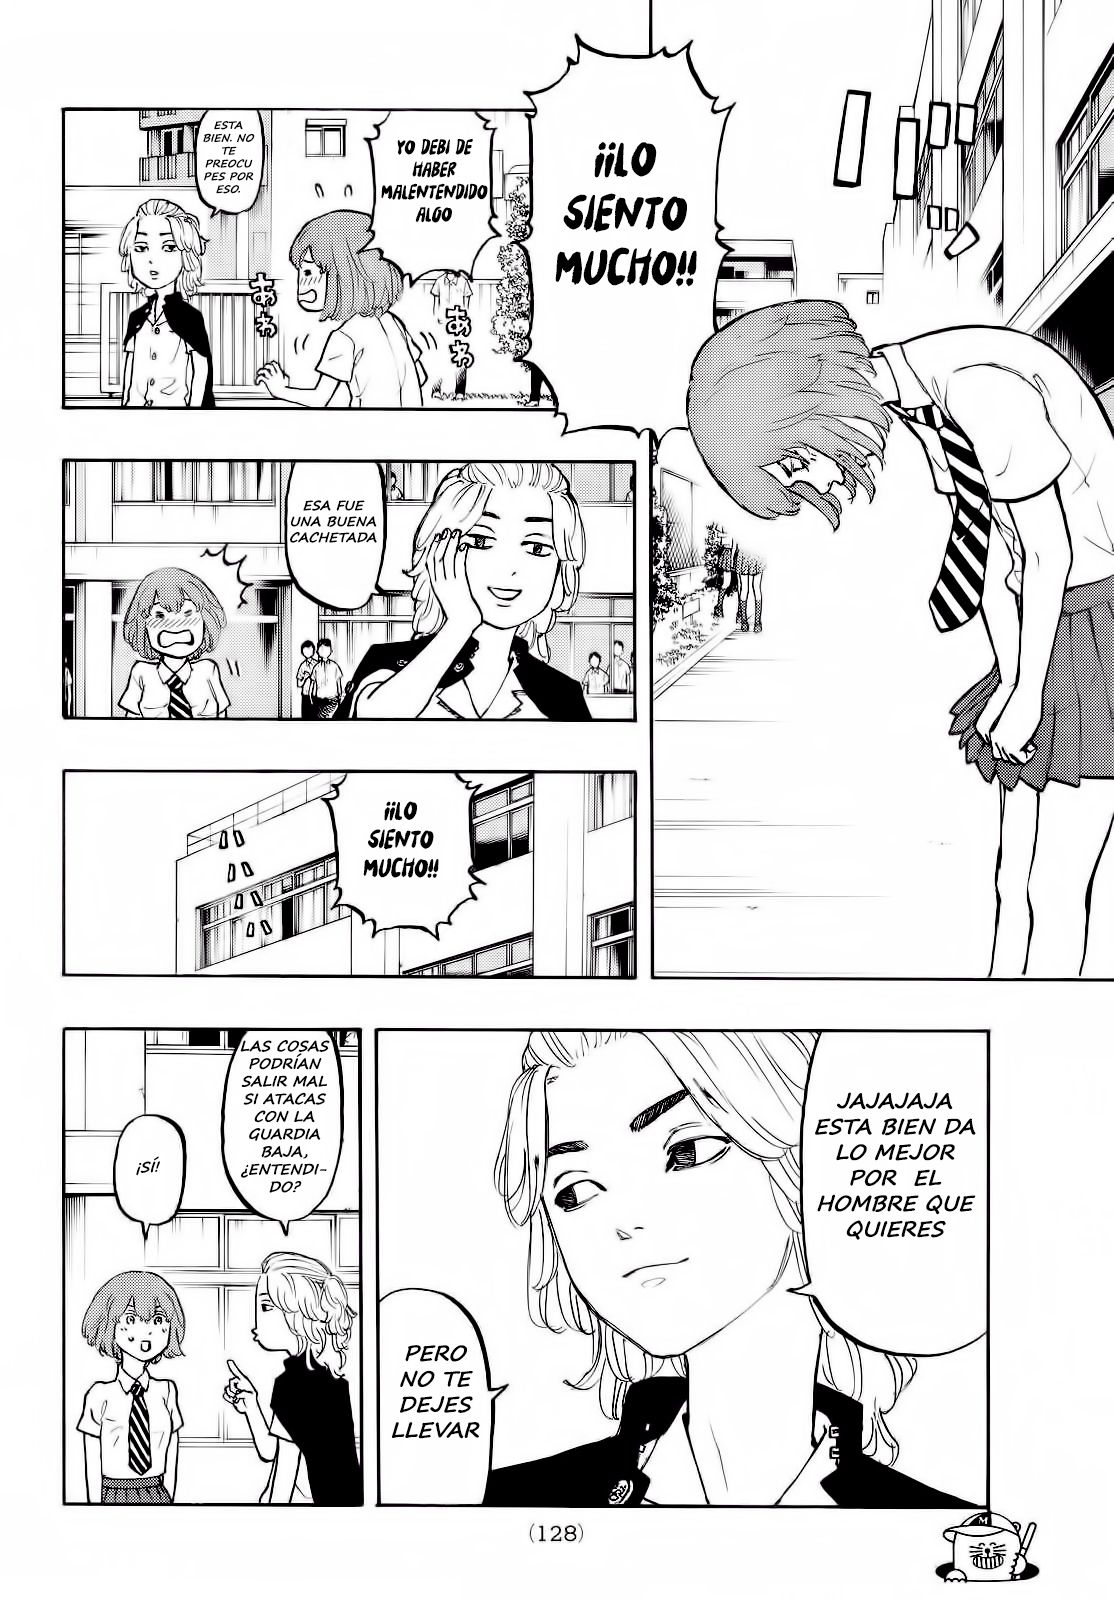 ¡¡LO
SIENTO
MUCHO!!
YO DEBI DE
HABER
MALENTENDIDO
ALGO
ESTA
BIEN. NO
TE
PREOCU
PES POR
ESO.
あわ
あわ
ESA FUE
UNA BUENA
CACHETADA
¡¡LO
SIENTO
MUCHO!!
JAJAJAJA
ESTA BIEN DA
LO MEJOR
POR EL
HOMBRE QUE
QUIERES
PERO
NO TE
DEJES
LLEVAR
LAS COSAS
PODRÍAN
SALIR MAL
SI ATACAS
CON LA
GUARDIA
BAJA,
¿ENTENDI-
DO?
¡SÍ!
(128)
M